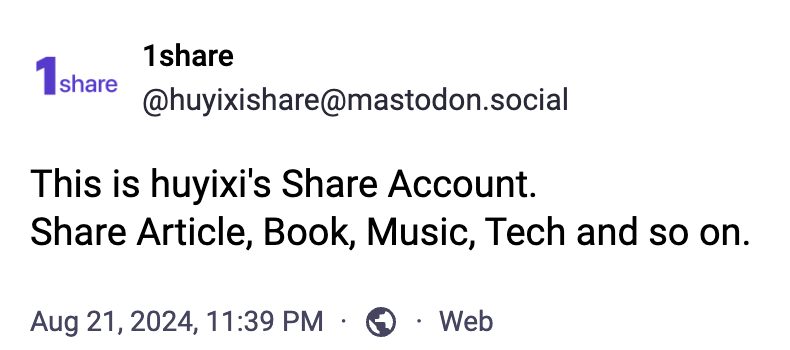 1share
1share
@huyixishare@mastodon.social
This is huyixi's Share Account.
Share Article, Book, Music, Tech and so on.
Aug 21, 2024, 11:39 PM · · Web